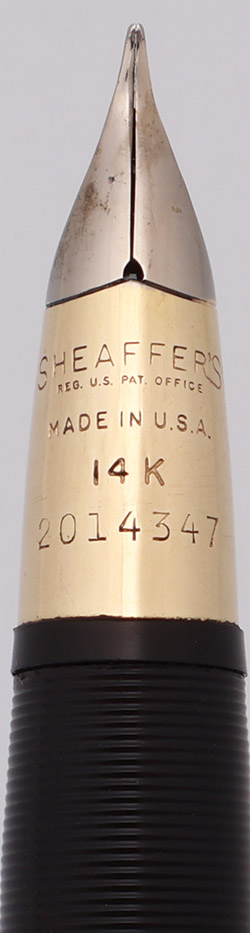 SHEAFFER'S
REG. U.S. PAT. OFFICE
MADE IN U.S.A.
14K
2014347